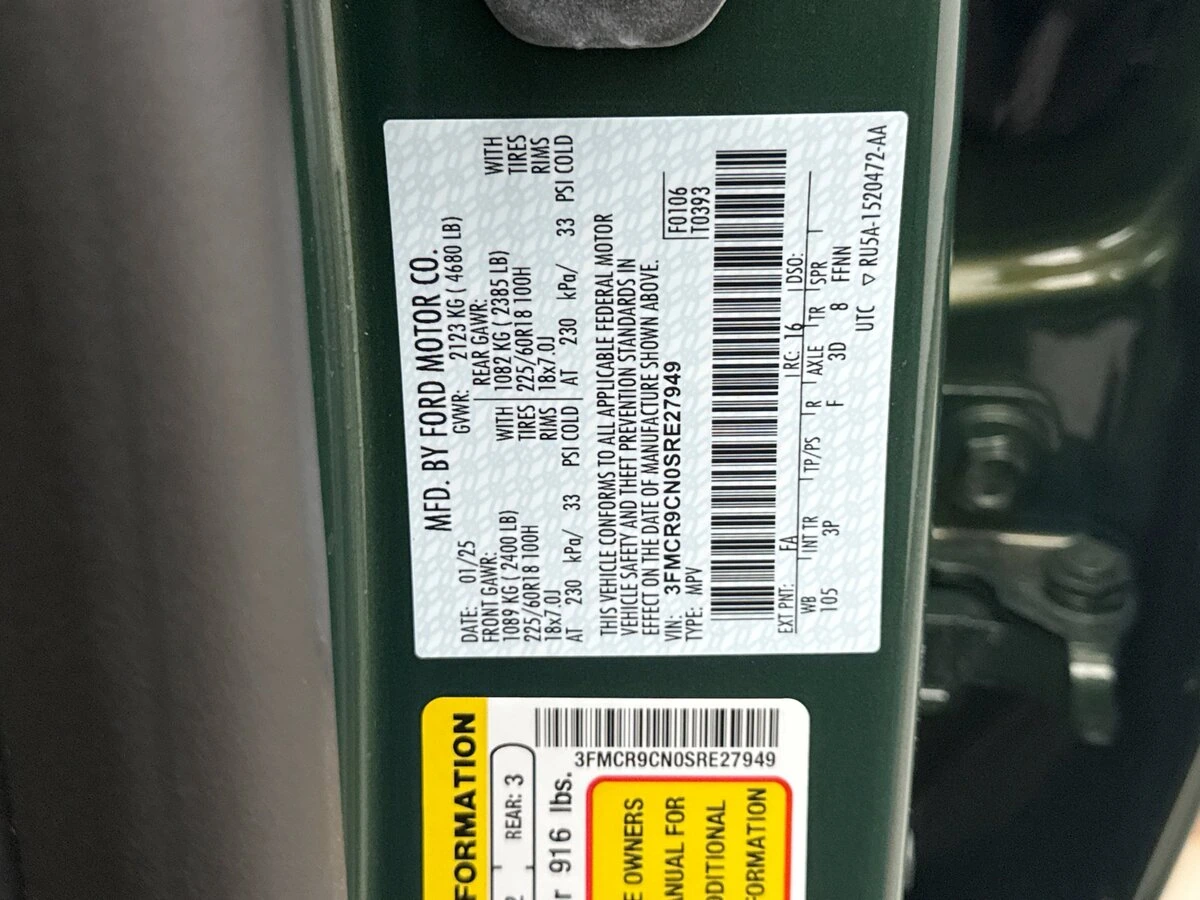 MFD. BY FORD MOTOR CO.
DATE: 01/25 GVWR: 2123 KG ( 4680 LB)
FRONT GAWR: REAR GAWR:
1089 KG ( 2400 LB) WITH 1082 KG ( 2385 LB) WITH
225/60R18 100H TIRES 225/60R18 100H TIRES
18x7.0J RIMS 18x7.0J RIMS
AT 230 kPa/ 33 PSI COLD AT 230 kPa/ 33 PSI COLD
THIS VEHICLE CONFORMS TO ALL APPLICABLE FEDERAL MOTOR
VEHICLE SAFETY AND THEFT PREVENTION STANDARDS IN
EFFECT ON THE DATE OF MANUFACTURE SHOWN ABOVE.
VIN: 3FMCR9CN0SRE27949
TYPE: MPV
F0106
T0393
EXT PNT: FA RC: 16 DSO:
WB INT TR TP/PS R AXLE TR SPR
105 3P F 3D 8 FFNN
UTC ▽ RU5A-1520472-AA
FORMATION
REAR: 3
r 916 lbs.
3FMCR9CN0SRE27949
E OWNERS
ANUAL FOR
DDITIONAL
FORMATION